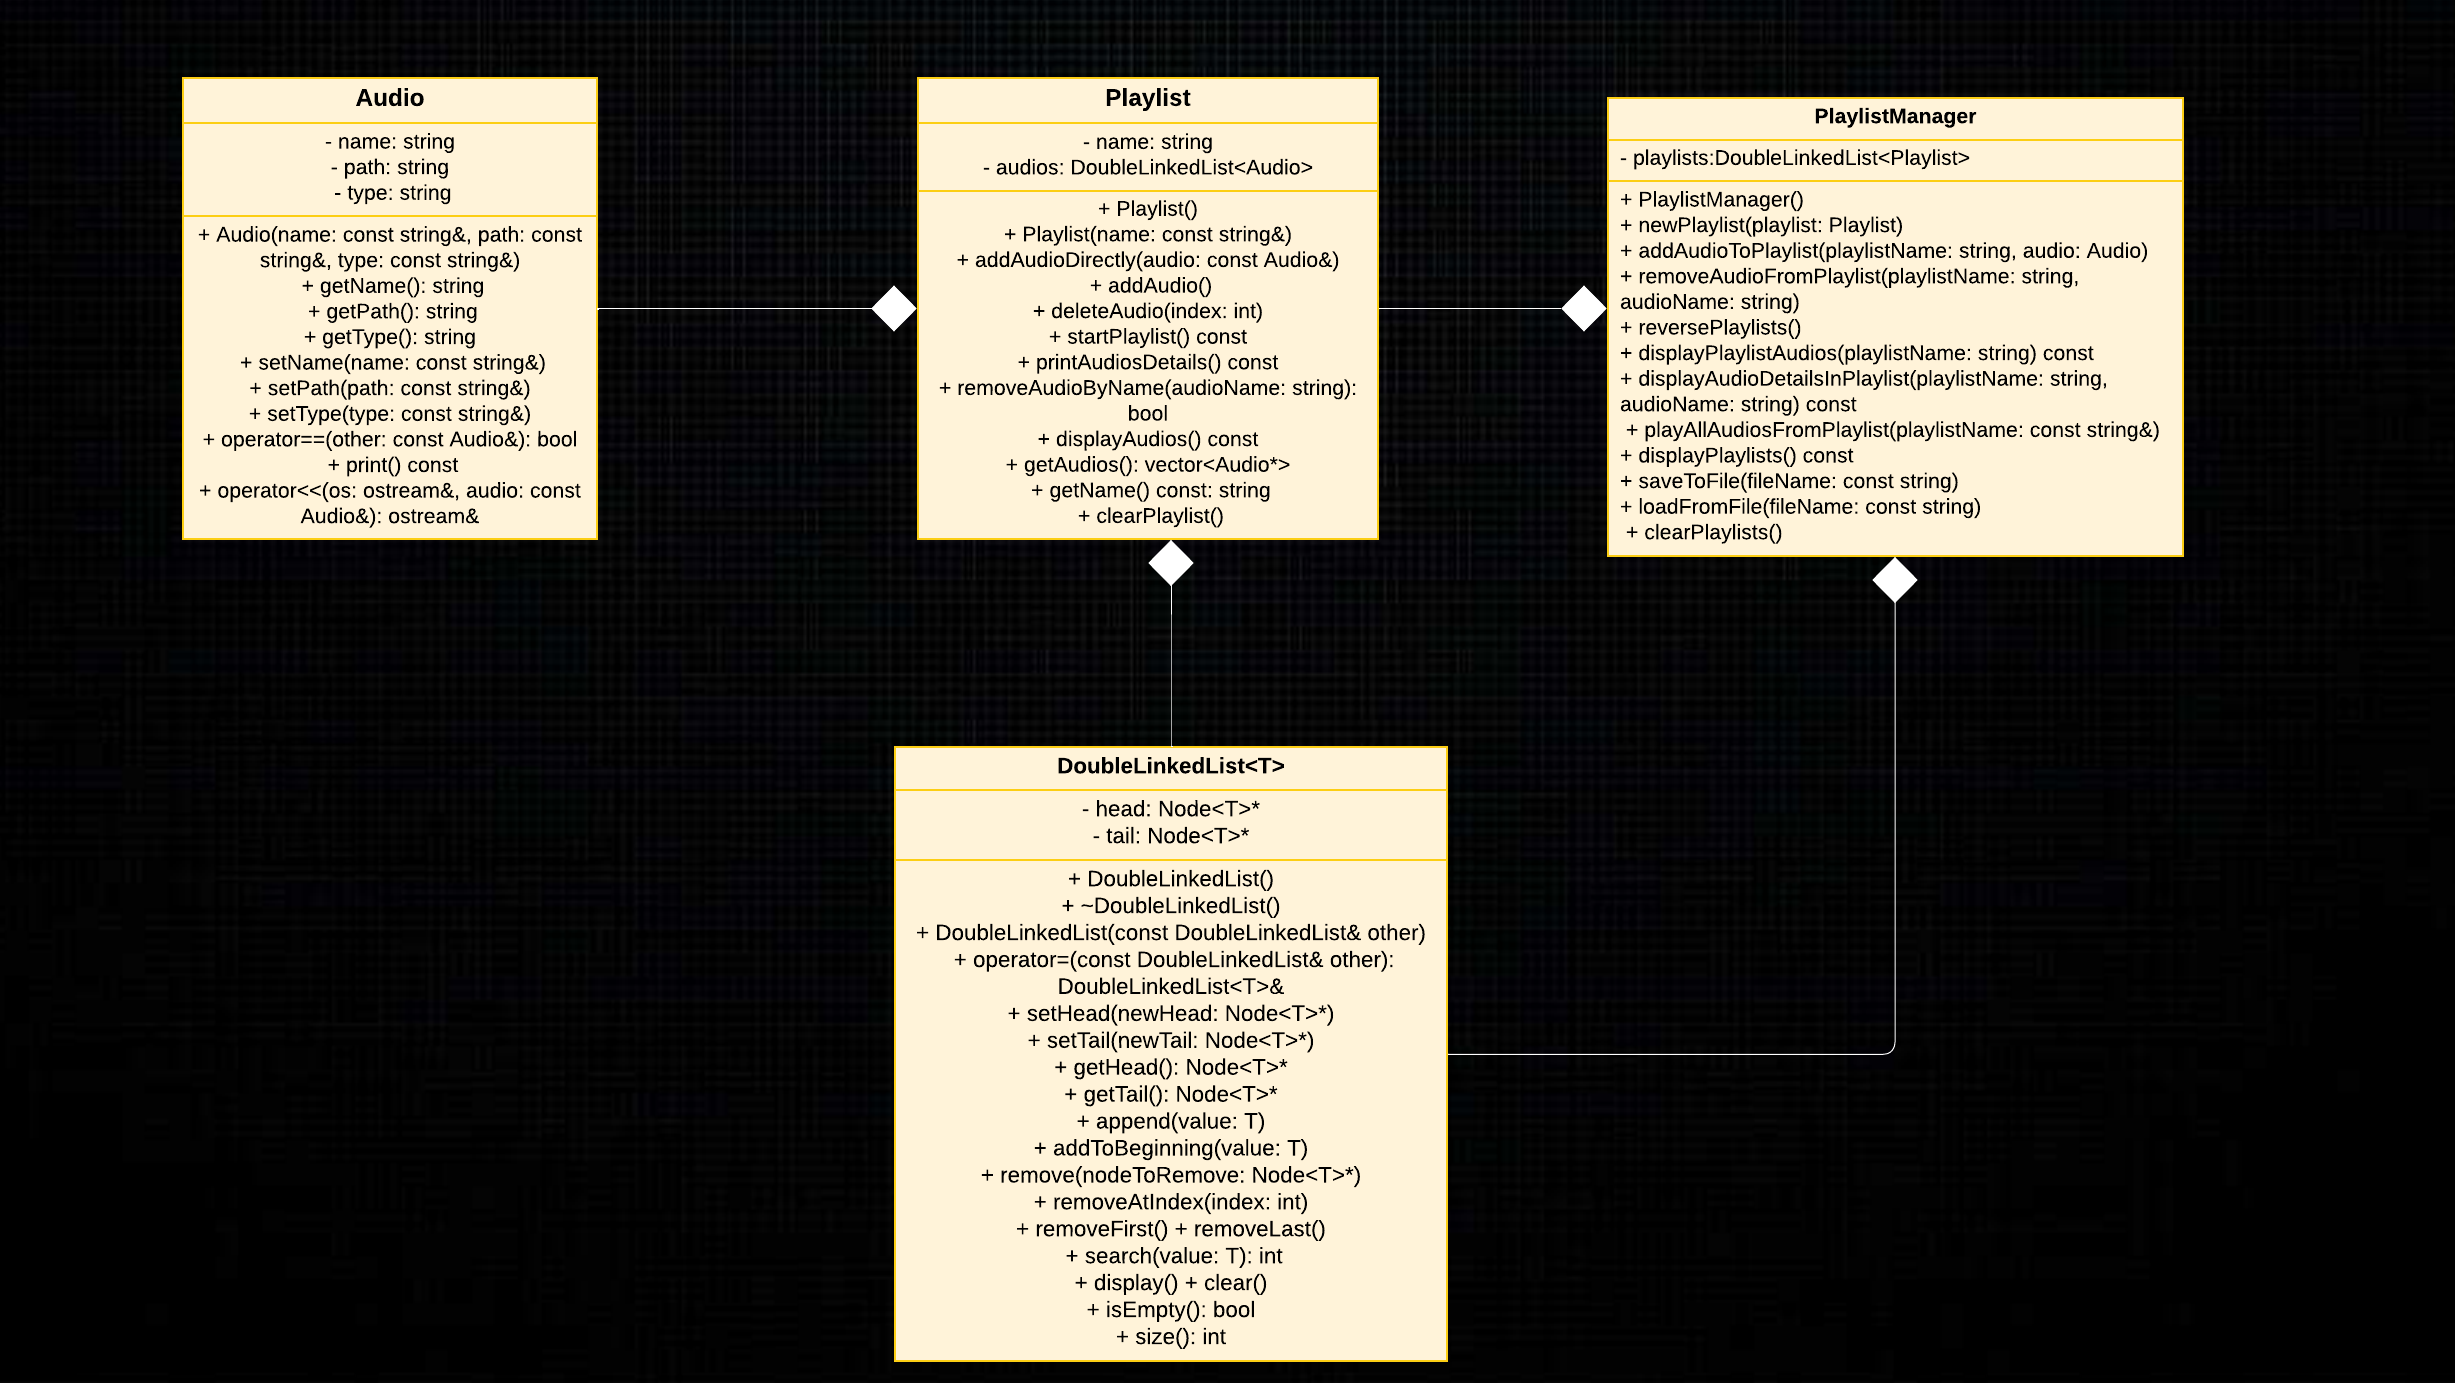 Audio
- name: string
- path: string
- type: string
+ Audio(name: const string&, path: const
string&, type: const string&)
+ getName(): string
+ getPath(): string
+ getType(): string
+ setName(name: const string&)
+ setPath(path: const string&)
+ setType(type: const string&)
+ operator==(other: const Audio&): bool
+ print() const
+ operator<<(os: ostream&, audio: const
Audio&): ostream&
Playlist
- name: string
- audios: DoubleLinkedList<Audio>
+ Playlist()
+ Playlist(name: const string&)
+ addAudioDirectly(audio: const Audio&)
+ addAudio()
+ deleteAudio(index: int)
+ startPlaylist() const
+ printAudiosDetails() const
+ removeAudioByName(audioName: string):
bool
+ displayAudios() const
+ getAudios(): vector<Audio*>
+ getName() const: string
+ clearPlaylist()
PlaylistManager
- playlists:DoubleLinkedList<Playlist>
+ PlaylistManager()
+ newPlaylist(playlist: Playlist)
+ addAudioToPlaylist(playlistName: string, audio: Audio)
+ removeAudioFromPlaylist(playlistName: string,
audioName: string)
+ reversePlaylists()
+ displayPlaylistAudios(playlistName: string) const
+ displayAudioDetailsInPlaylist(playlistName: string,
audioName: string) const
+ playAllAudiosFromPlaylist(playlistName: const string&)
+ displayPlaylists() const
+ saveToFile(fileName: const string)
+ loadFromFile(fileName: const string)
+ clearPlaylists()
DoubleLinkedList<T>
- head: Node<T>*
- tail: Node<T>*
+ DoubleLinkedList()
+ ~DoubleLinkedList()
+ DoubleLinkedList(const DoubleLinkedList& other)
+ operator=(const DoubleLinkedList& other):
DoubleLinkedList<T>&
+ setHead(newHead: Node<T>*)
+ setTail(newTail: Node<T>*)
+ getHead(): Node<T>*
+ getTail(): Node<T>*
+ append(value: T)
+ addToBeginning(value: T)
+ remove(nodeToRemove: Node<T>*)
+ removeAtIndex(index: int)
+ removeFirst() + removeLast()
+ search(value: T): int
+ display() + clear()
+ isEmpty(): bool
+ size(): int